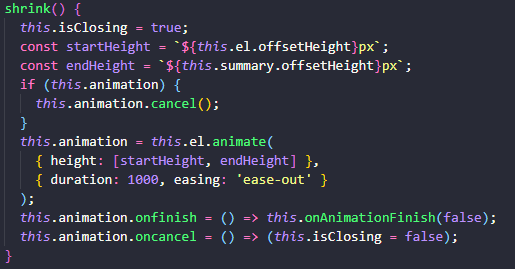 shrink() {
  this.isClosing = true;
  const startHeight = `${this.el.offsetHeight}px`;
  const endHeight = `${this.summary.offsetHeight}px`;
  if (this.animation) {
    this.animation.cancel();
  }
  this.animation = this.el.animate(
    { height: [startHeight, endHeight] },
    { duration: 1000, easing: 'ease-out' }
  );
  this.animation.onfinish = () => this.onAnimationFinish(false);
  this.animation.oncancel = () => (this.isClosing = false);
}